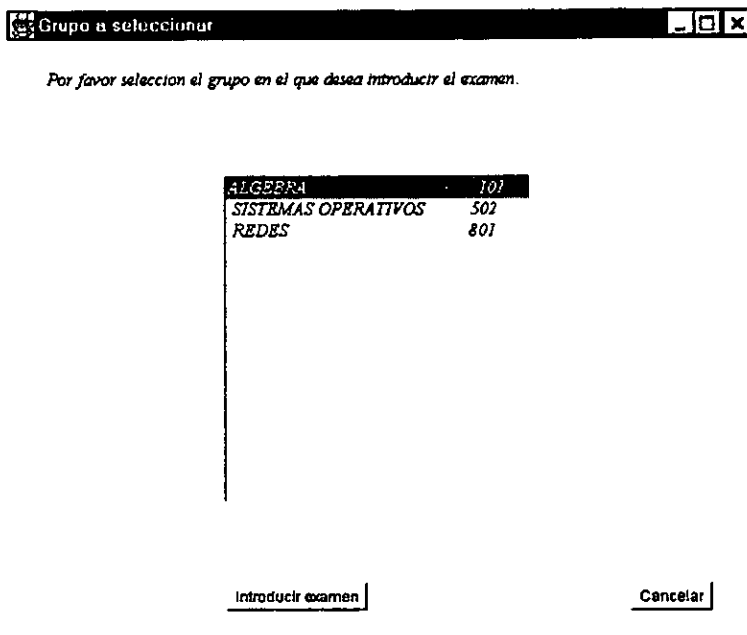 Grupo a seleccionar
Por favor seleccion el grupo en el que desea introducir el examen.
ALGEBRA 101
SISTEMAS OPERATIVOS 502
REDES 801
Introducir examen
Cancelar